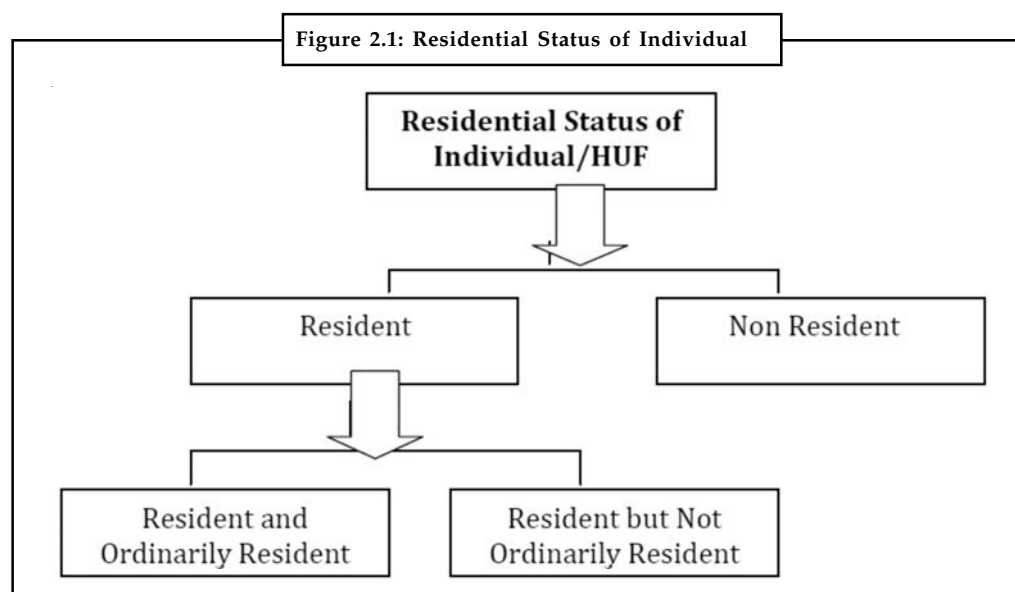 Figure 2.1: Residential Status of Individual
Residential Status of
Individual/HUF
Resident
Non Resident
Resident and
Ordinarily Resident
Resident but Not
Ordinarily Resident